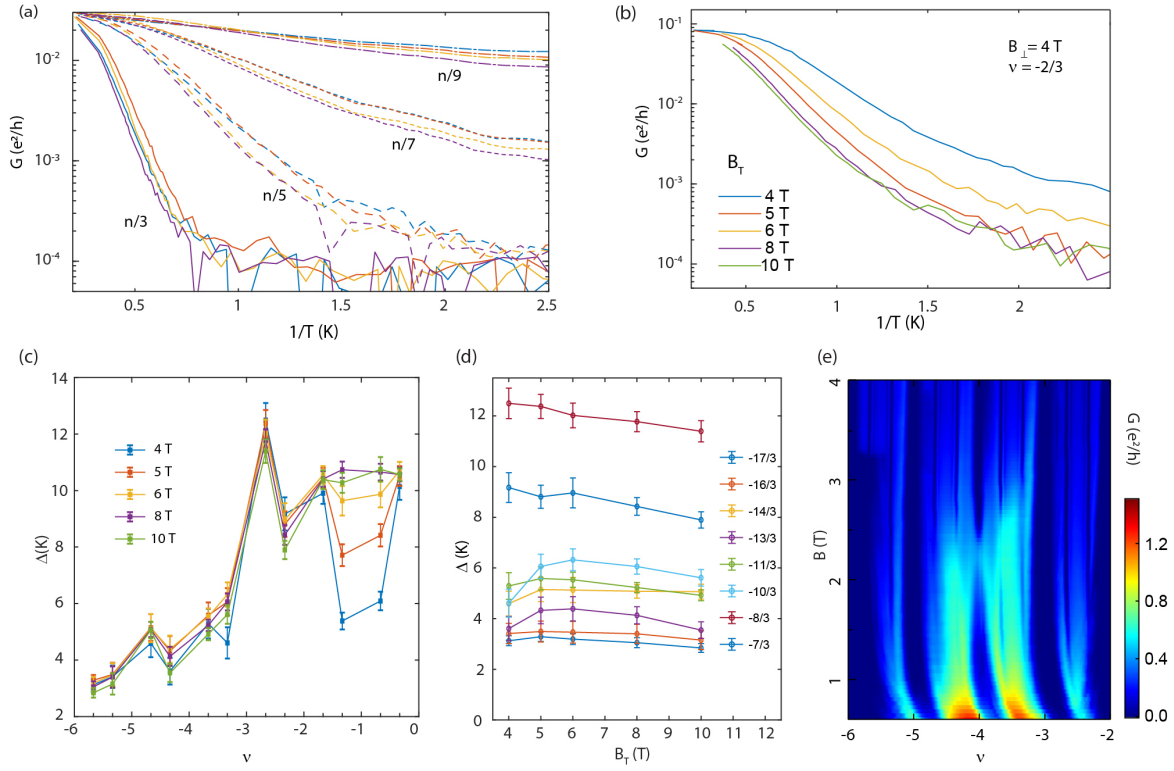 (a)
10⁻²
10⁻³
10⁻⁴
G (e²/h)
n/9
n/7
n/5
n/3
0.5 1 1.5 2 2.5
1/T (K)
(b)
10⁻¹
10⁻²
10⁻³
10⁻⁴
G (e²/h)
B⊥= 4 T
ν = -2/3
B_T
4 T
5 T
6 T
8 T
10 T
0.5 1 1.5 2
1/T (K)
(c)
14
12
10
8
6
4
2
Δ(K)
4 T
5 T
6 T
8 T
10 T
-6 -5 -4 -3 -2 -1 0
ν
(d)
12
10
8
6
4
2
0
Δ (K)
-17/3
-16/3
-14/3
-13/3
-11/3
-10/3
-8/3
-7/3
4 5 6 7 8 9 10 11 12
B_T (T)
(e)
4
3
2
1
B (T)
-6 -5 -4 -3 -2
ν
G (e²/h)
1.2
0.8
0.4
0.0